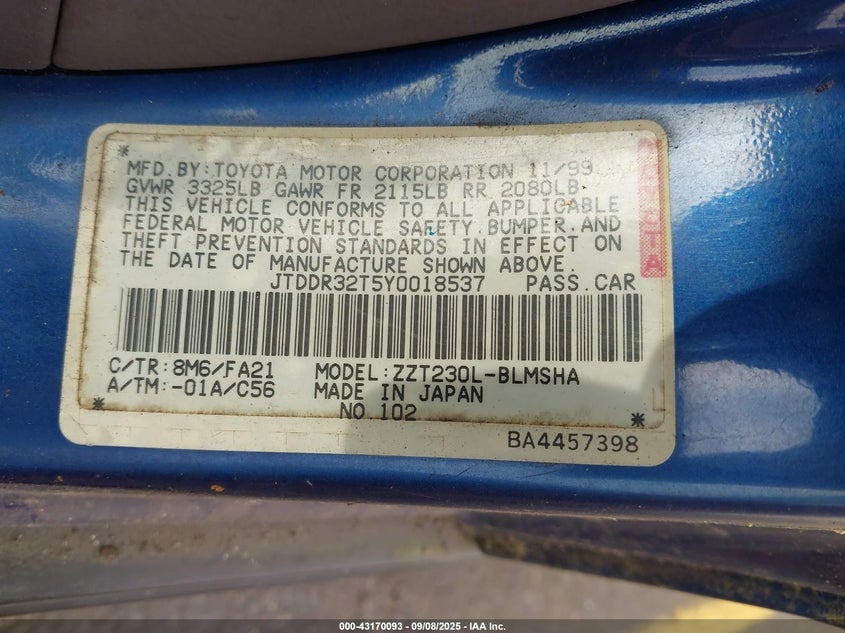 MFD.BY:TOYOTA MOTOR CORPORATION 11/99
GVWR 3325LB GAWR FR 2115LB RR 2080LB
THIS VEHICLE CONFORMS TO ALL APPLICABLE
FEDERAL MOTOR VEHICLE SAFETY.BUMPER.AND
THEFT PREVENTION STANDARDS IN EFFECT ON
THE DATE OF MANUFACTURE SHOWN ABOVE.
JTDDR32T5Y0018537 PASS.CAR
C/TR:8M6/FA21 MODEL:ZZT230L-BLMSHA
A/TM:-01A/C56 MADE IN JAPAN
NO.102
BA4457398
000-43170093 - 09/08/2025 - IAA Inc.